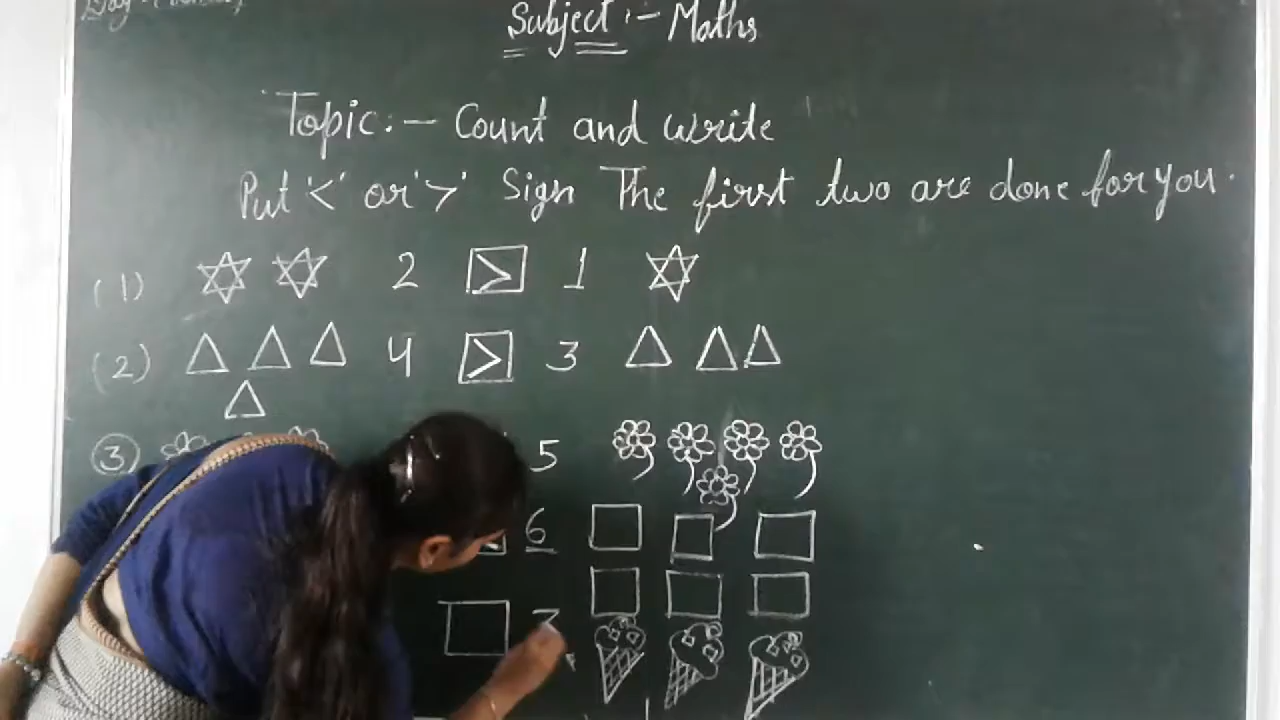 Subject :- Maths
Topic :- Count and write
Put '<' or '>' Sign The first two are done for you.
(1) 2 > 1
(2) 4 > 3
(3) 5
6
3